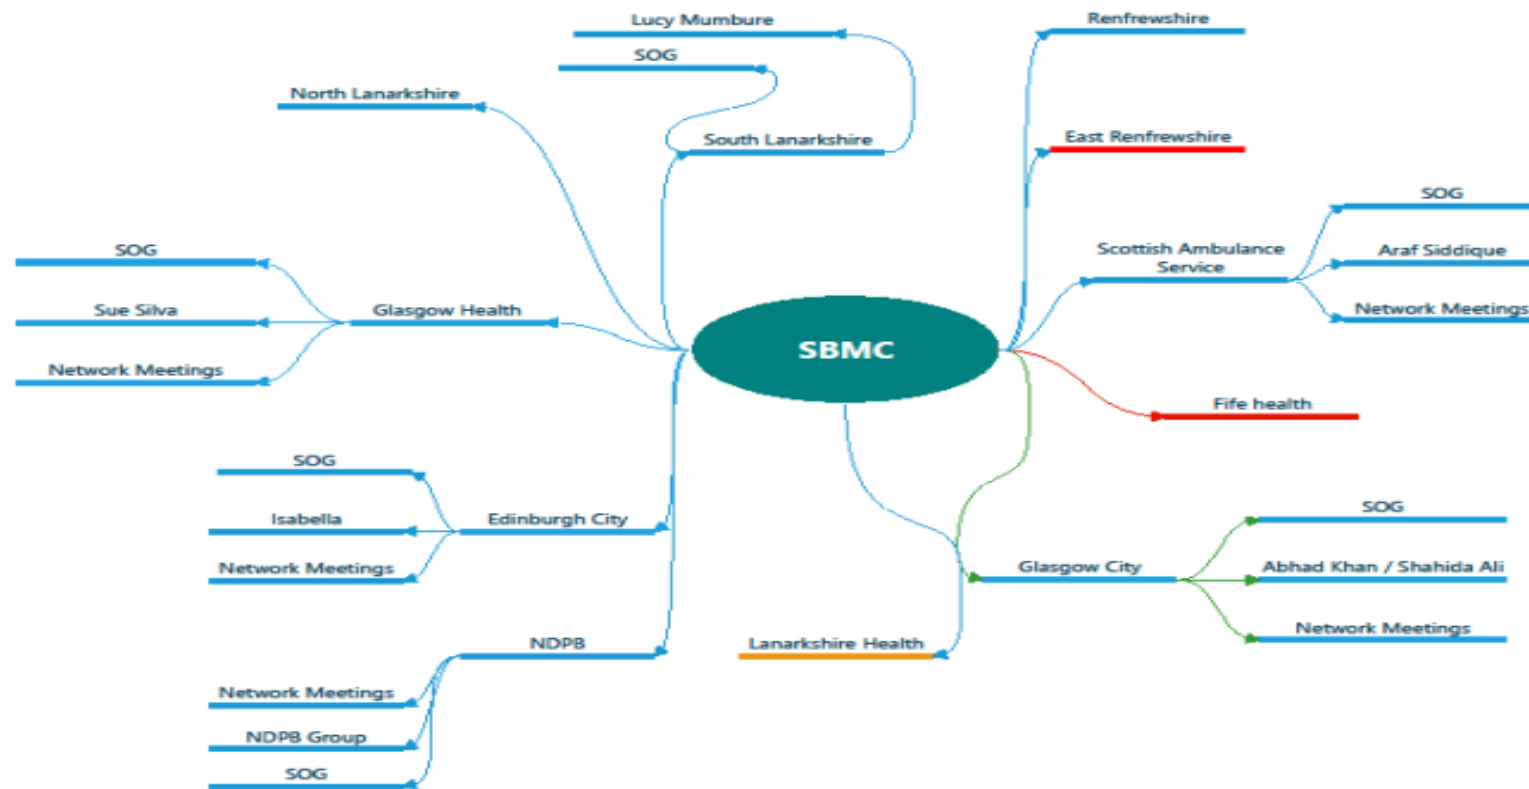 Lucy Mumbure
SOG
North Lanarkshire
South Lanarkshire
Renfrewshire
East Renfrewshire
SOG
Sue Silva
Network Meetings
Glasgow Health
SBMC
Scottish Ambulance
Service
SOG
Araf Siddique
Network Meetings
Fife health
SOG
Isabella
Network Meetings
Edinburgh City
NDPB
Network Meetings
NDPB Group
SOG
Lanarkshire Health
Glasgow City
SOG
Abhad Khan / Shahida Ali
Network Meetings